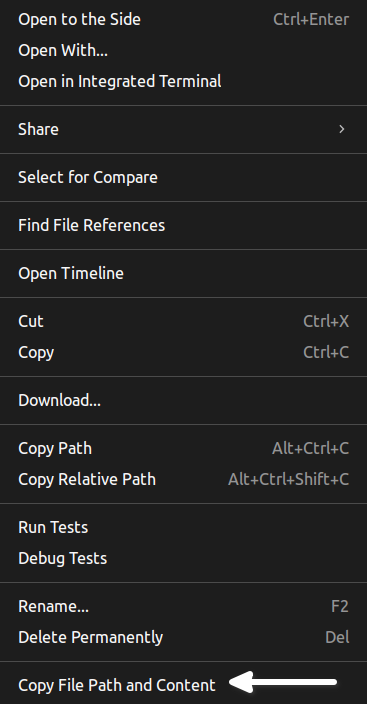 Open to the Side Ctrl+Enter
Open With...
Open in Integrated Terminal
Share
Select for Compare
Find File References
Open Timeline
Cut Ctrl+X
Copy Ctrl+C
Download...
Copy Path Alt+Ctrl+C
Copy Relative Path Alt+Ctrl+Shift+C
Run Tests
Debug Tests
Rename... F2
Delete Permanently Del
Copy File Path and Content